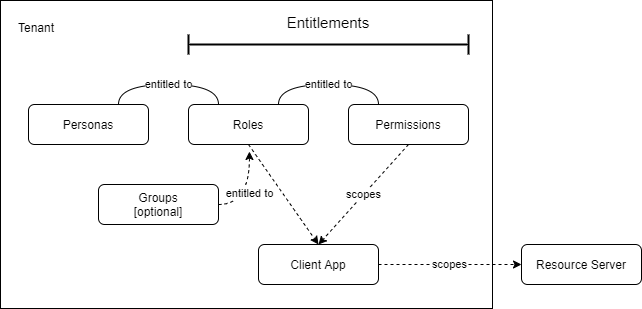 Entitlements
Tenant
entitled to
entitled to
Personas
Roles
Permissions
Groups
[optional]
entitled to
scopes
Client App
scopes
Resource Server